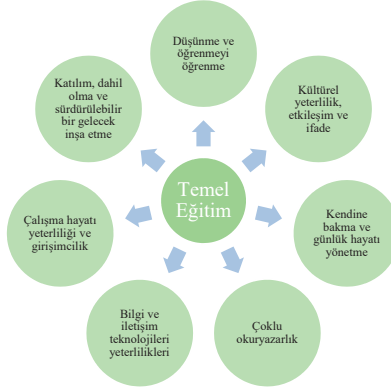 Düşünme ve
öğrenmeyi
öğrenme
Kültürel
yeterlilik,
etkileşim ve
ifade
Kendine
bakma ve
günlük hayatı
yönetme
Çoklu
okuryazarlık
Bilgi ve
iletişim
teknolojileri
yeterlilikleri
Çalışma hayatı
yeterliliği ve
girişimcilik
Katılım, dahil
olma ve
sürdürülebilir
bir gelecek
inşa etme
Temel
Eğitim